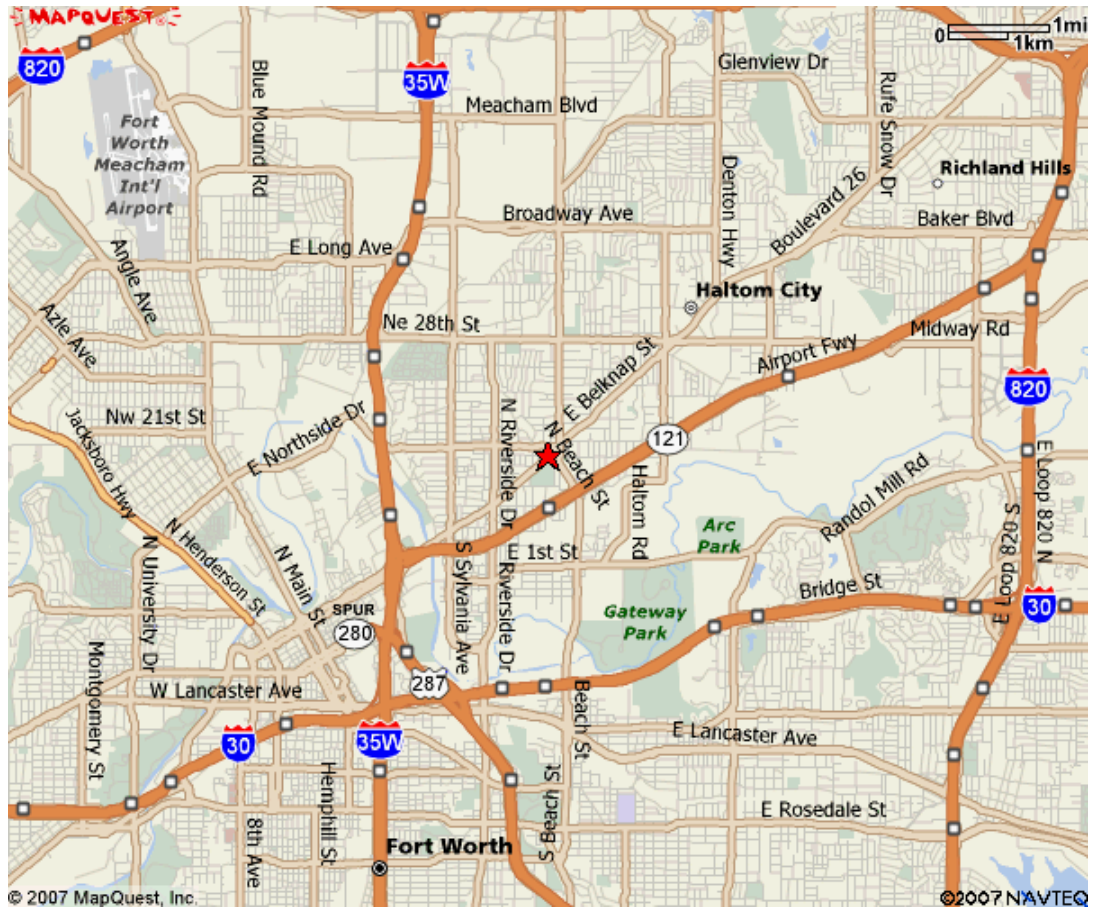 MAPQUEST
1mi
0
1km
820
35W
Glenview Dr
Blue Mound Rd
Meacham Blvd
Rufe Snow Dr
Fort
Worth
Meacham
Int'l
Airport
Denton Hwy
Richland Hills
Boulevard 26
Broadway Ave
Baker Blvd
Angle Ave
E Long Ave
Haltom City
Azle Ave
Ne 28th St
Midway Rd
Airport Fwy
E Belknap St
820
Jacksboro Hwy
Nw 21st St
E Northside Dr
N Riverside Dr
N Beach St
121
Haltom Rd
Randol Mill Rd
E Loop 820 N
E Loop 820 S
N Henderson St
N University Dr
N Main St
S Sylvania Ave
E 1st St
Riverside Dr
Arc
Park
Bridge St
SPUR
280
Gateway
Park
30
Montgomery St
W Lancaster Ave
287
Beach St
30
35W
E Lancaster Ave
Hemphill St
8th Ave
S Beach St
E Rosedale St
Fort Worth
© 2007 MapQuest, Inc.
©2007 NAVTEQ